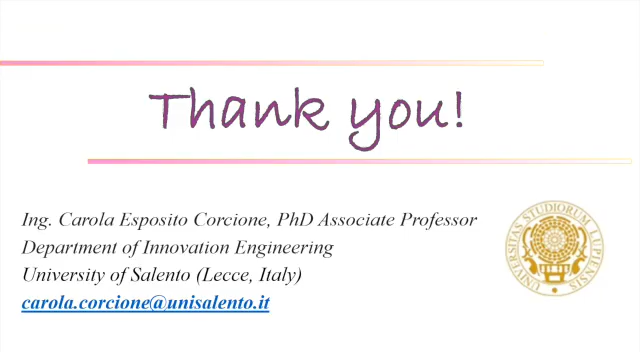 Thank you!
Ing. Carola Esposito Corcione, PhD Associate Professor
Department of Innovation Engineering
University of Salento (Lecce, Italy)
carola.corcione@unisalento.it
UNIVERSITAS STUDIORUM LUPIENSIS